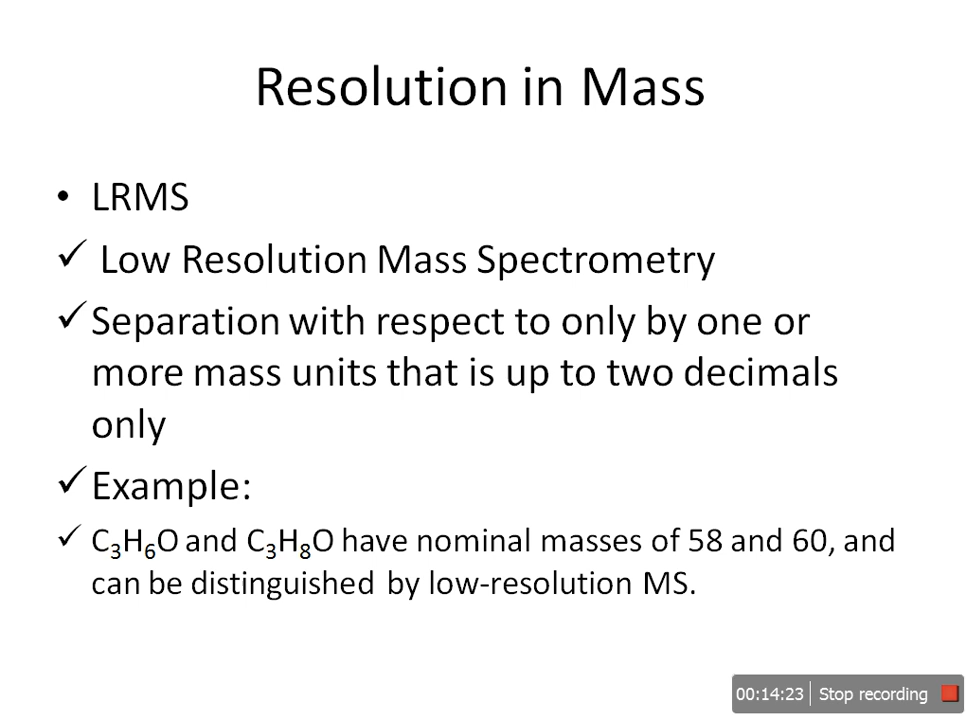 Resolution in Mass
• LRMS
✓ Low Resolution Mass Spectrometry
✓ Separation with respect to only by one or
more mass units that is up to two decimals
only
✓ Example:
✓ C₃H₆O and C₃H₈O have nominal masses of 58 and 60, and
can be distinguished by low-resolution MS.
00:14:23 Stop recording